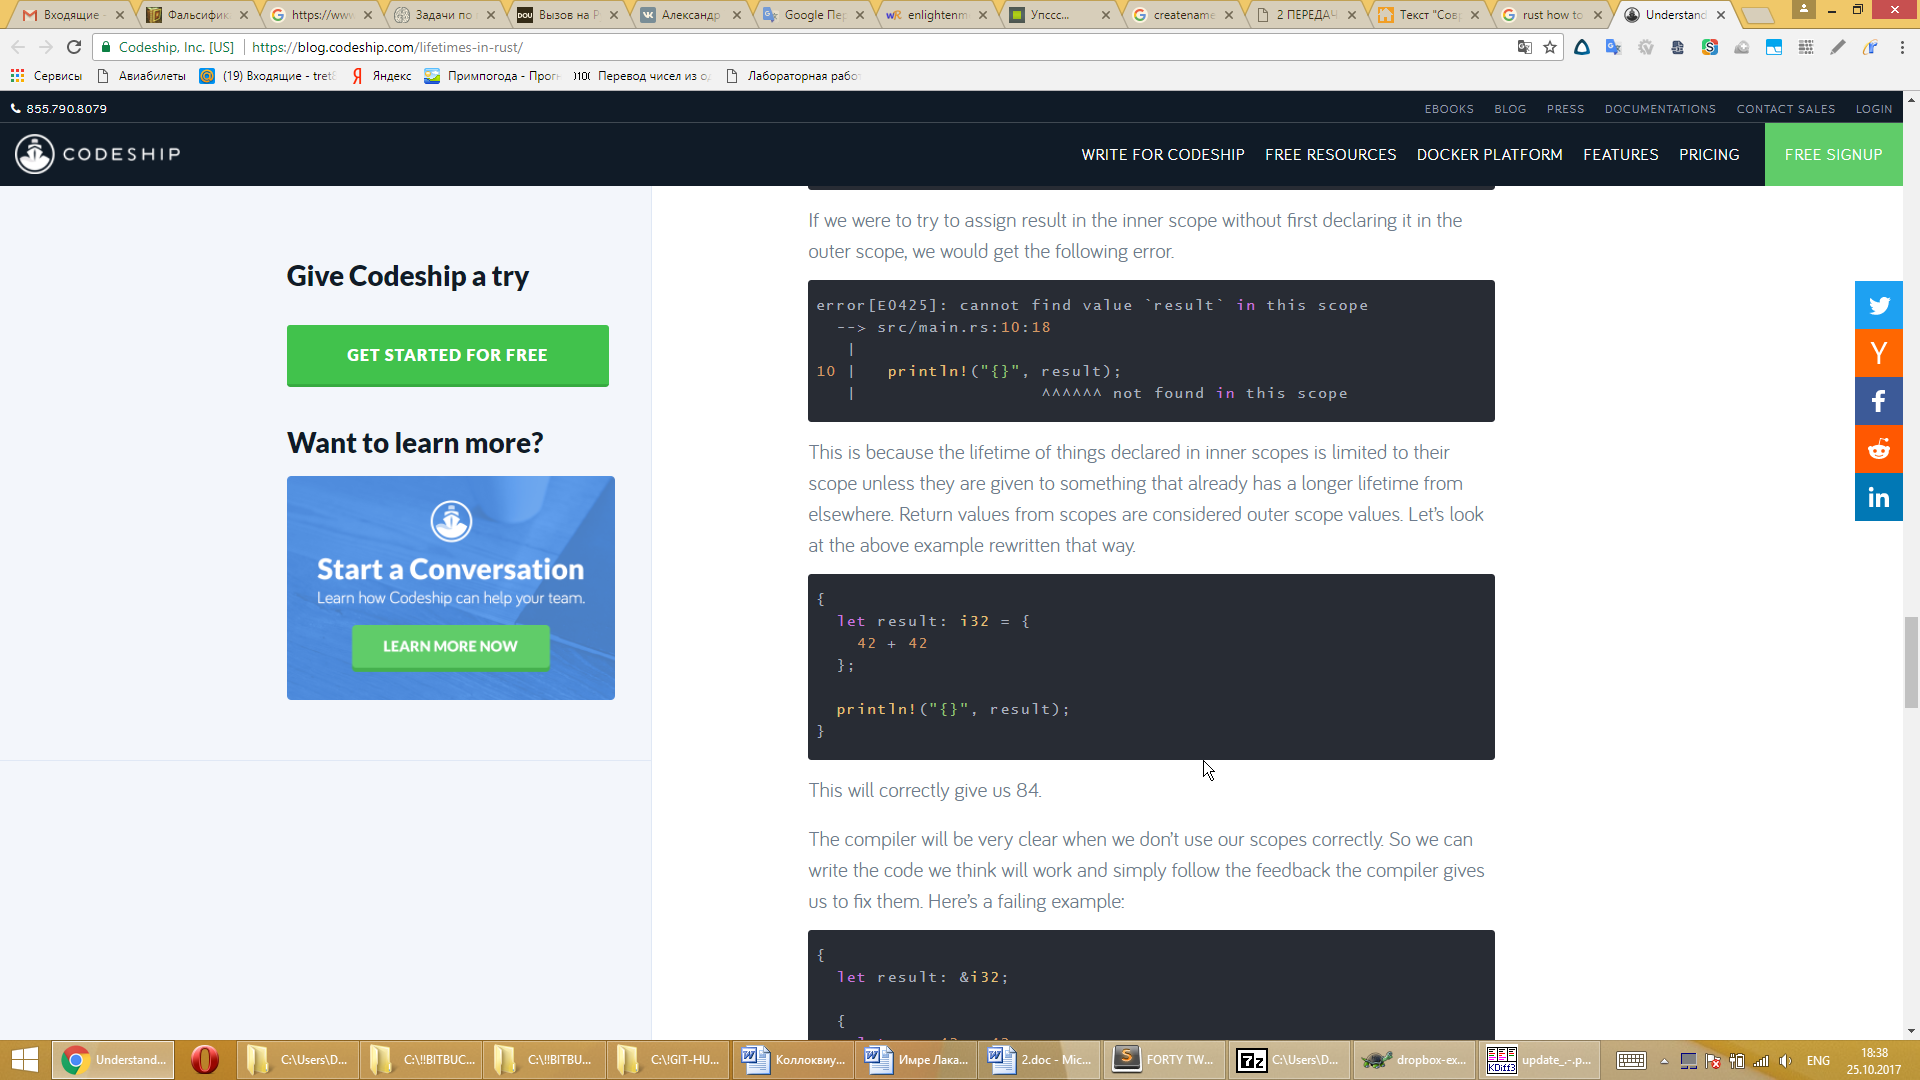 Входящие -
Фальсифик
https://www
Задачи по
Вызов на Р
Александр
Google Пер
enlightenm
Упссс...
createname
2 ПЕРЕДАЧ
Текст "Сов
rust how to
Understand
Codeship, Inc. [US] | https://blog.codeship.com/lifetimes-in-rust/
Сервисы
Авиабилеты
(19) Входящие - tret
Яндекс
Примпогода - Прог
Перевод чисел из о
Лабораторная рабо
855.790.8079
EBOOKS BLOG PRESS DOCUMENTATIONS CONTACT SALES LOGIN
CODESHIP
WRITE FOR CODESHIP FREE RESOURCES DOCKER PLATFORM FEATURES PRICING FREE SIGNUP
Give Codeship a try
GET STARTED FOR FREE
Want to learn more?
Start a Conversation
Learn how Codeship can help your team.
LEARN MORE NOW
If we were to try to assign result in the inner scope without first declaring it in the
outer scope, we would get the following error.
error[E0425]: cannot find value `result` in this scope
--> src/main.rs:10:18
|
10 | println!("{}", result);
| ^^^^^^ not found in this scope
This is because the lifetime of things declared in inner scopes is limited to their
scope unless they are given to something that already has a longer lifetime from
elsewhere. Return values from scopes are considered outer scope values. Let's look
at the above example rewritten that way.
{
let result: i32 = {
42 + 42
};
println!("{}", result);
}
This will correctly give us 84.
The compiler will be very clear when we don't use our scopes correctly. So we can
write the code we think will work and simply follow the feedback the compiler gives
us to fix them. Here's a failing example:
{
let result: &i32;
{
Understand...
C:\Users\D...
C:\!!BITBUC...
C:\!!BITBU...
C:\!GIT-HU...
Коллоквиу...
Имре Лака...
2.doc - Mic...
FORTY TW...
C:\Users\D...
dropbox-ex...
update_.-.p...
ENG
18:38
25.10.2017